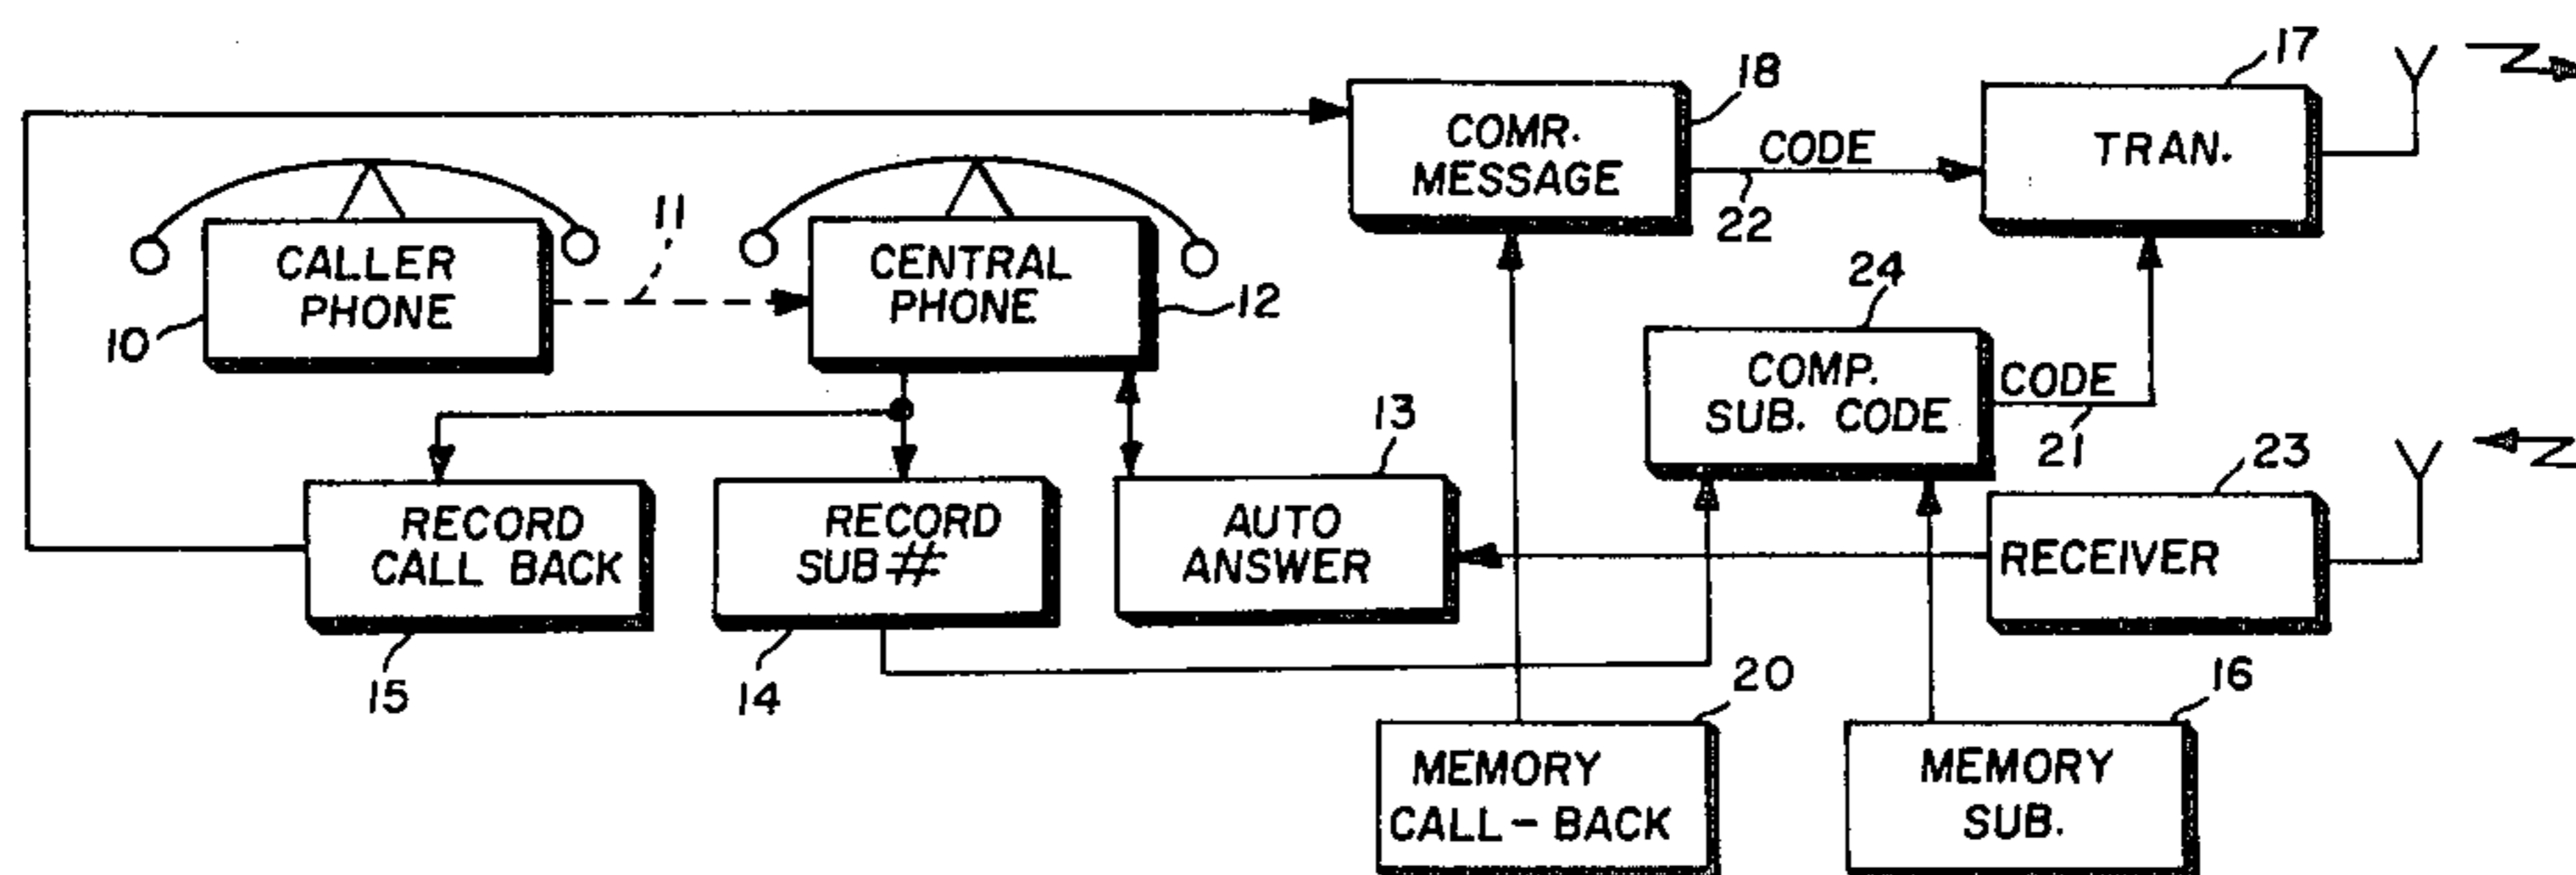 17
18
COMR.
MESSAGE
CODE
22
TRAN.
11
CALLER
PHONE
10
CENTRAL
PHONE
12
24
COMP.
SUB. CODE
CODE
21
13
23
RECORD
CALL BACK
15
RECORD
SUB #
14
AUTO
ANSWER
RECEIVER
20
16
MEMORY
CALL-BACK
MEMORY
SUB.